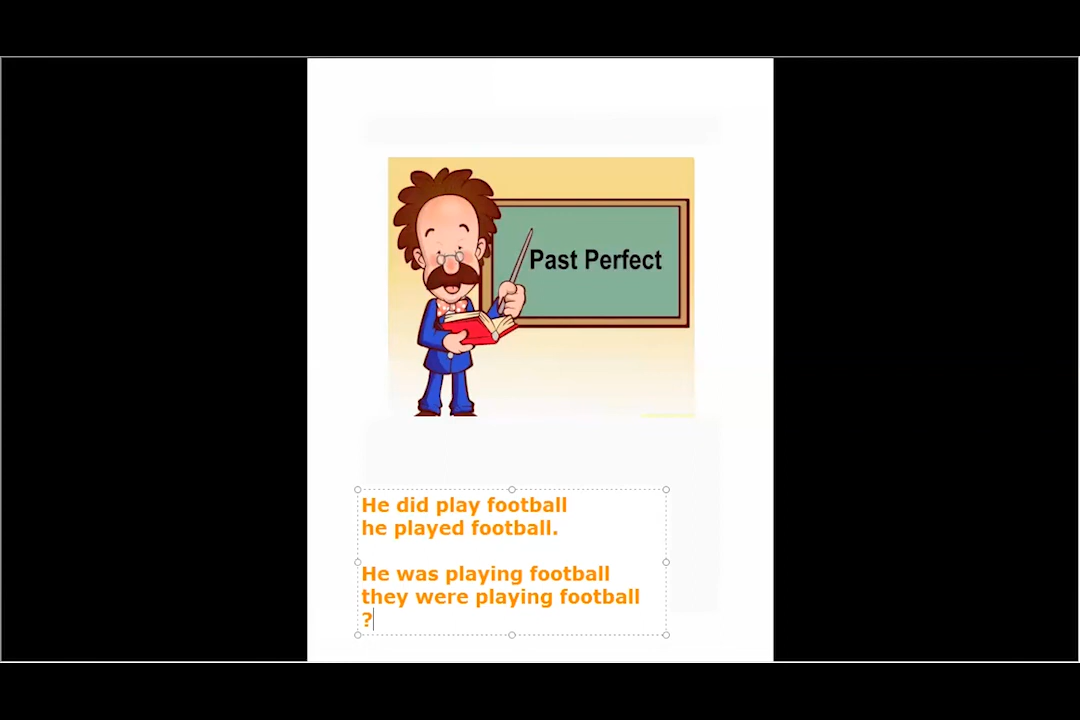 Past Perfect
He did play football
he played football.
He was playing football
they were playing football
?